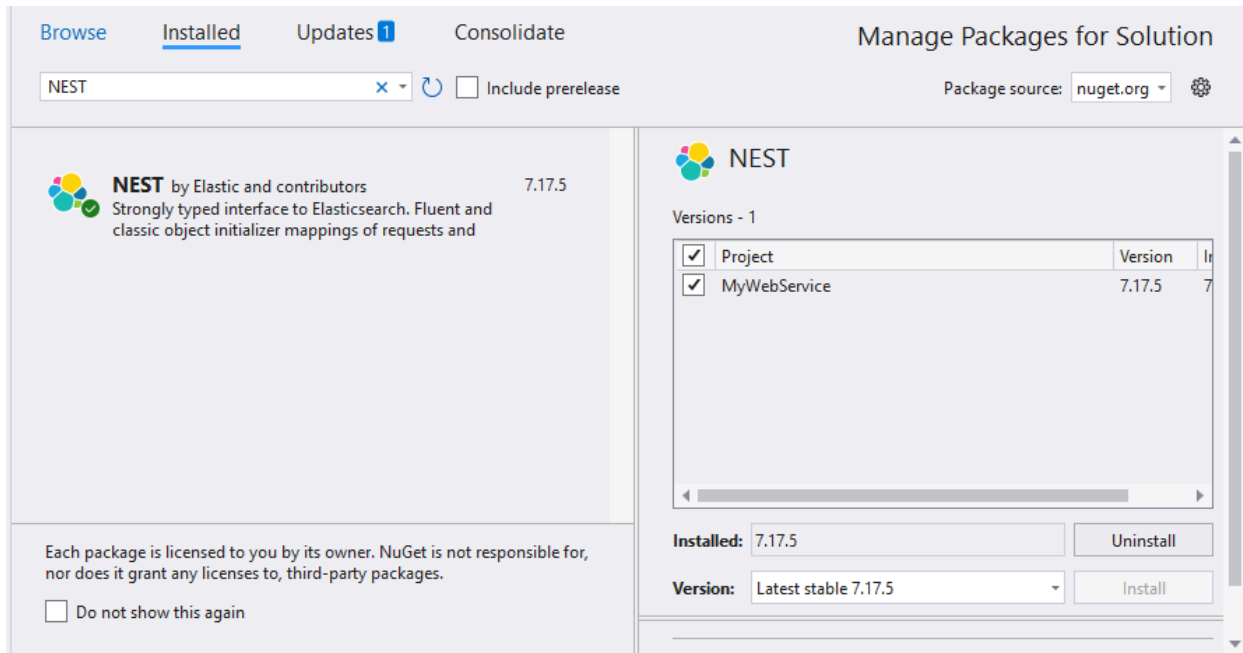 Browse Installed Updates 1 Consolidate
Manage Packages for Solution
NEST
Include prerelease
Package source: nuget.org
NEST by Elastic and contributors 7.17.5
Strongly typed interface to Elasticsearch. Fluent and
classic object initializer mappings of requests and
Each package is licensed to you by its owner. NuGet is not responsible for,
nor does it grant any licenses to, third-party packages.
Do not show this again
NEST
Versions - 1
Project Version
MyWebService 7.17.5 7
Installed: 7.17.5 Uninstall
Version: Latest stable 7.17.5 Install